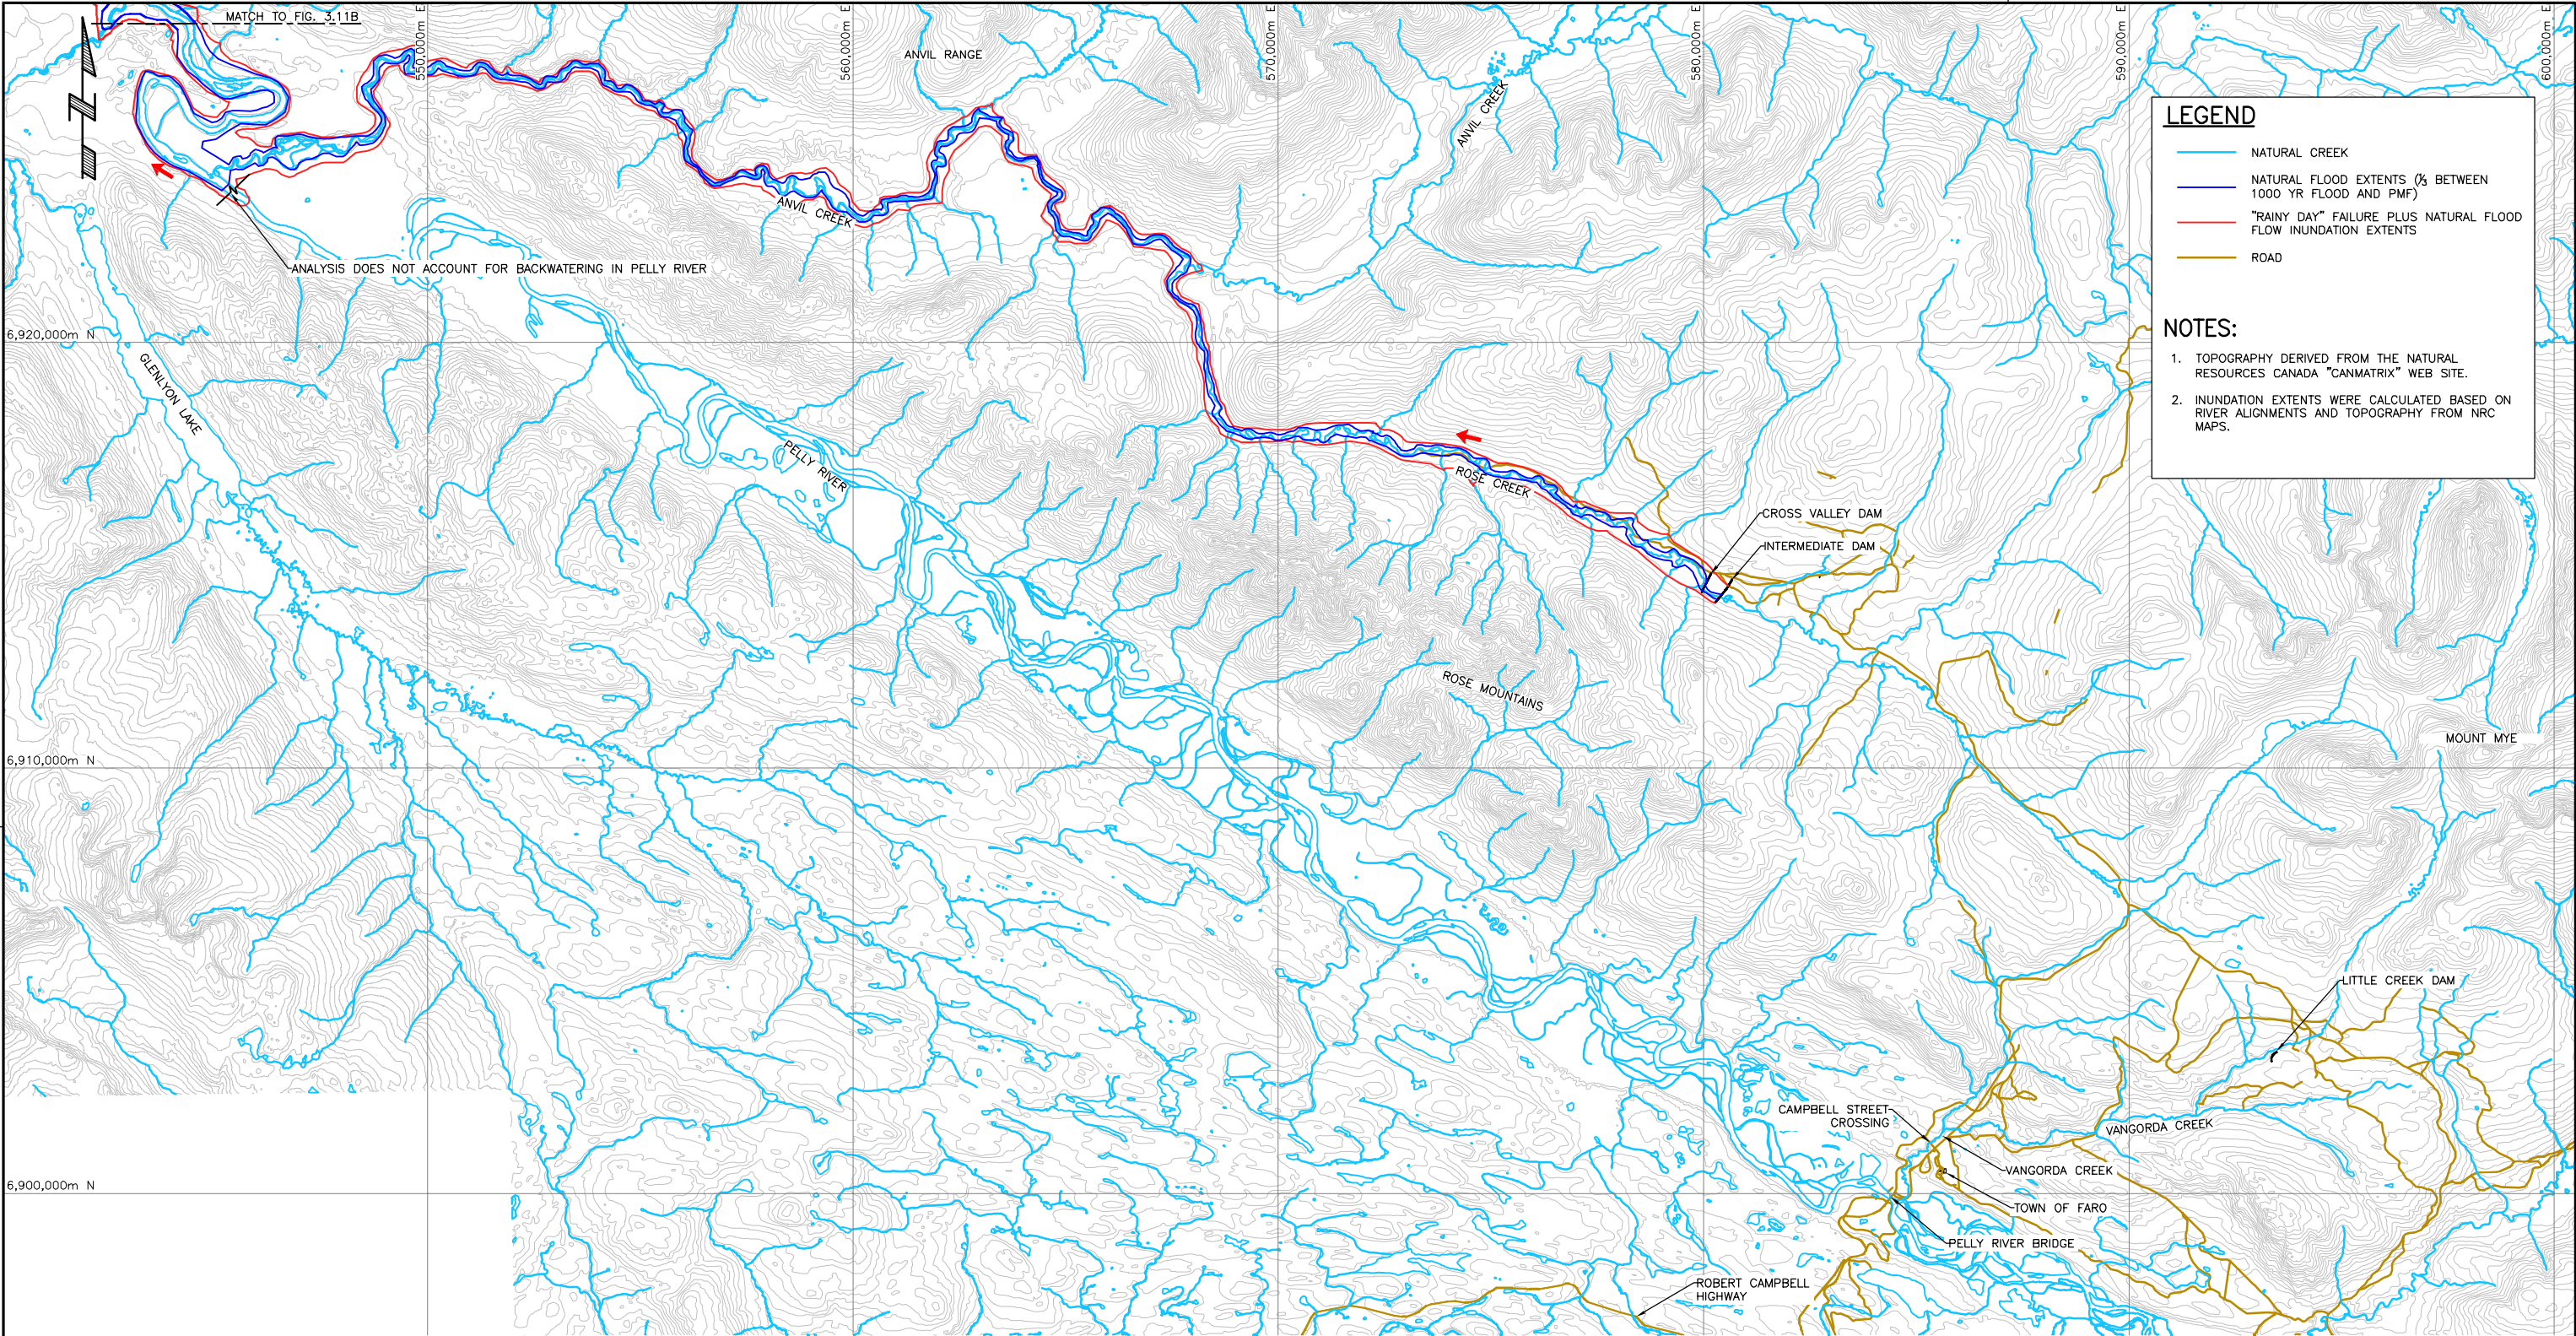 MATCH TO FIG. 3.11B
550,000m E
560,000m E
570,000m E
580,000m E
590,000m E
600,000m E
ANVIL RANGE
ANVIL CREEK
ANVIL CREEK
ANALYSIS DOES NOT ACCOUNT FOR BACKWATERING IN PELLY RIVER
6,920,000m N
GLENLYON LAKE
PELLY RIVER
ROSE CREEK
CROSS VALLEY DAM
INTERMEDIATE DAM
ROSE MOUNTAINS
MOUNT MYE
6,910,000m N
LITTLE CREEK DAM
CAMPBELL STREET
CROSSING
VANGORDA CREEK
VANGORDA CREEK
6,900,000m N
TOWN OF FARO
PELLY RIVER BRIDGE
ROBERT CAMPBELL
HIGHWAY
LEGEND
NATURAL CREEK
NATURAL FLOOD EXTENTS (⅓ BETWEEN
1000 YR FLOOD AND PMF)
"RAINY DAY" FAILURE PLUS NATURAL FLOOD
FLOW INUNDATION EXTENTS
ROAD
NOTES:
1. TOPOGRAPHY DERIVED FROM THE NATURAL
RESOURCES CANADA "CANMATRIX" WEB SITE.
2. INUNDATION EXTENTS WERE CALCULATED BASED ON
RIVER ALIGNMENTS AND TOPOGRAPHY FROM NRC
MAPS.